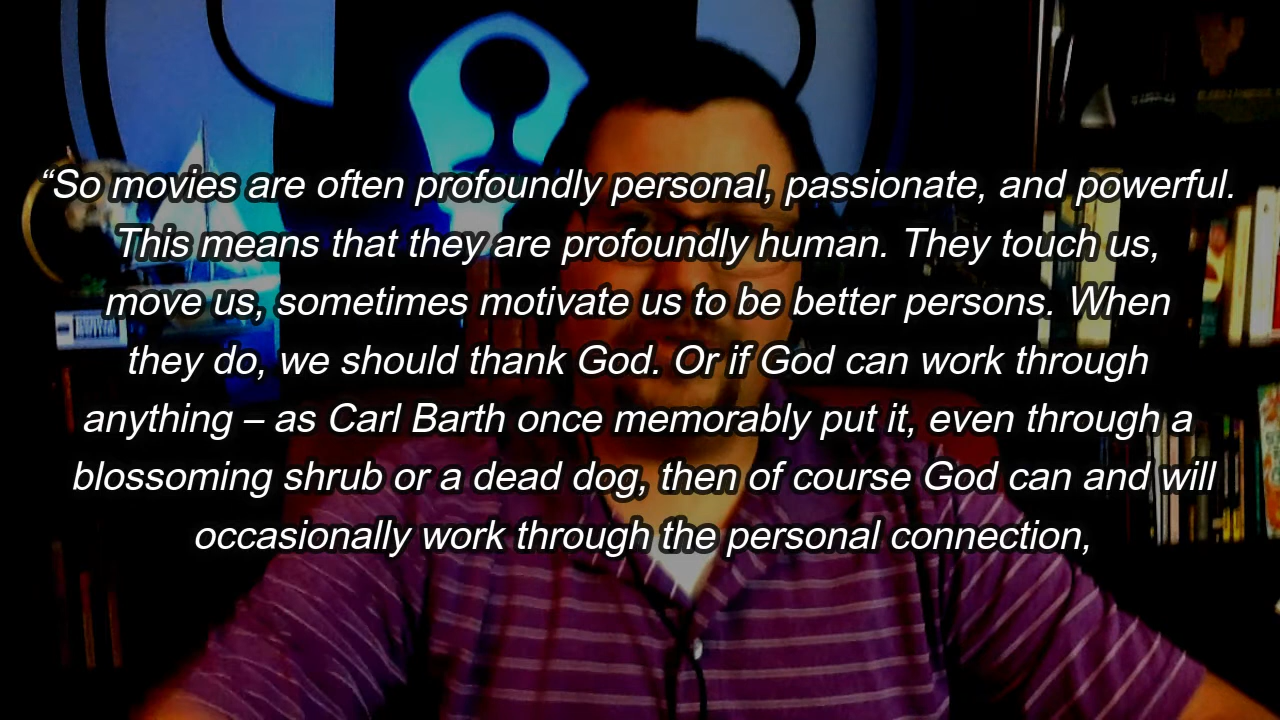 “So movies are often profoundly personal, passionate, and powerful.
This means that they are profoundly human. They touch us,
move us, sometimes motivate us to be better persons. When
they do, we should thank God. Or if God can work through
anything – as Carl Barth once memorably put it, even through a
blossoming shrub or a dead dog, then of course God can and will
occasionally work through the personal connection,